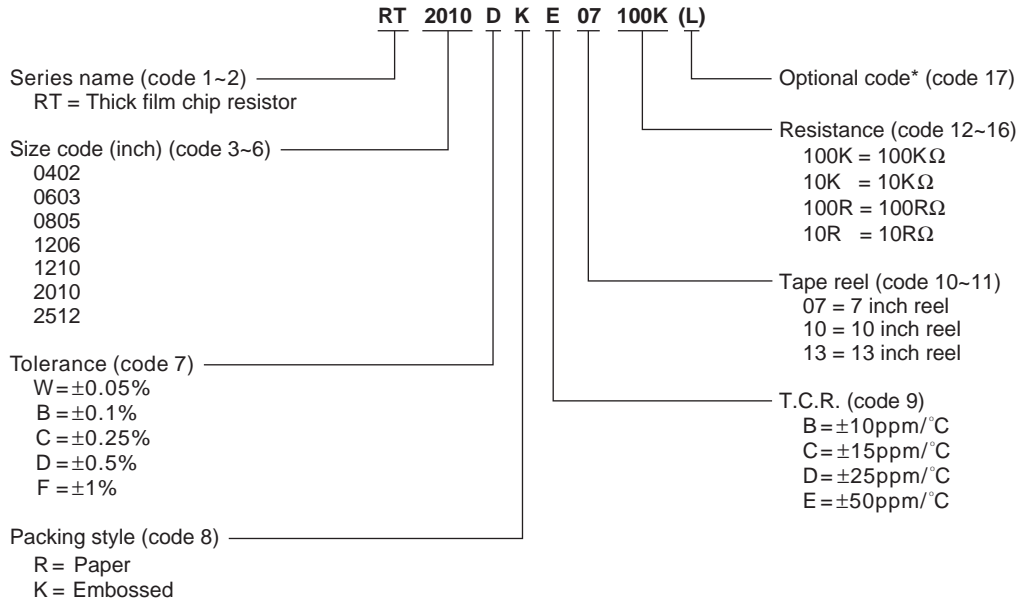 RT 2010 D K E 07 100K (L)
Series name (code 1~2)
RT = Thick film chip resistor
Size code (inch) (code 3~6)
0402
0603
0805
1206
1210
2010
2512
Tolerance (code 7)
W=±0.05%
B=±0.1%
C=±0.25%
D=±0.5%
F=±1%
Packing style (code 8)
R= Paper
K= Embossed
Optional code* (code 17)
Resistance (code 12~16)
100K = 100KΩ
10K = 10KΩ
100R = 100RΩ
10R = 10RΩ
Tape reel (code 10~11)
07 = 7 inch reel
10 = 10 inch reel
13 = 13 inch reel
T.C.R. (code 9)
B=±10ppm/°C
C=±15ppm/°C
D=±25ppm/°C
E=±50ppm/°C